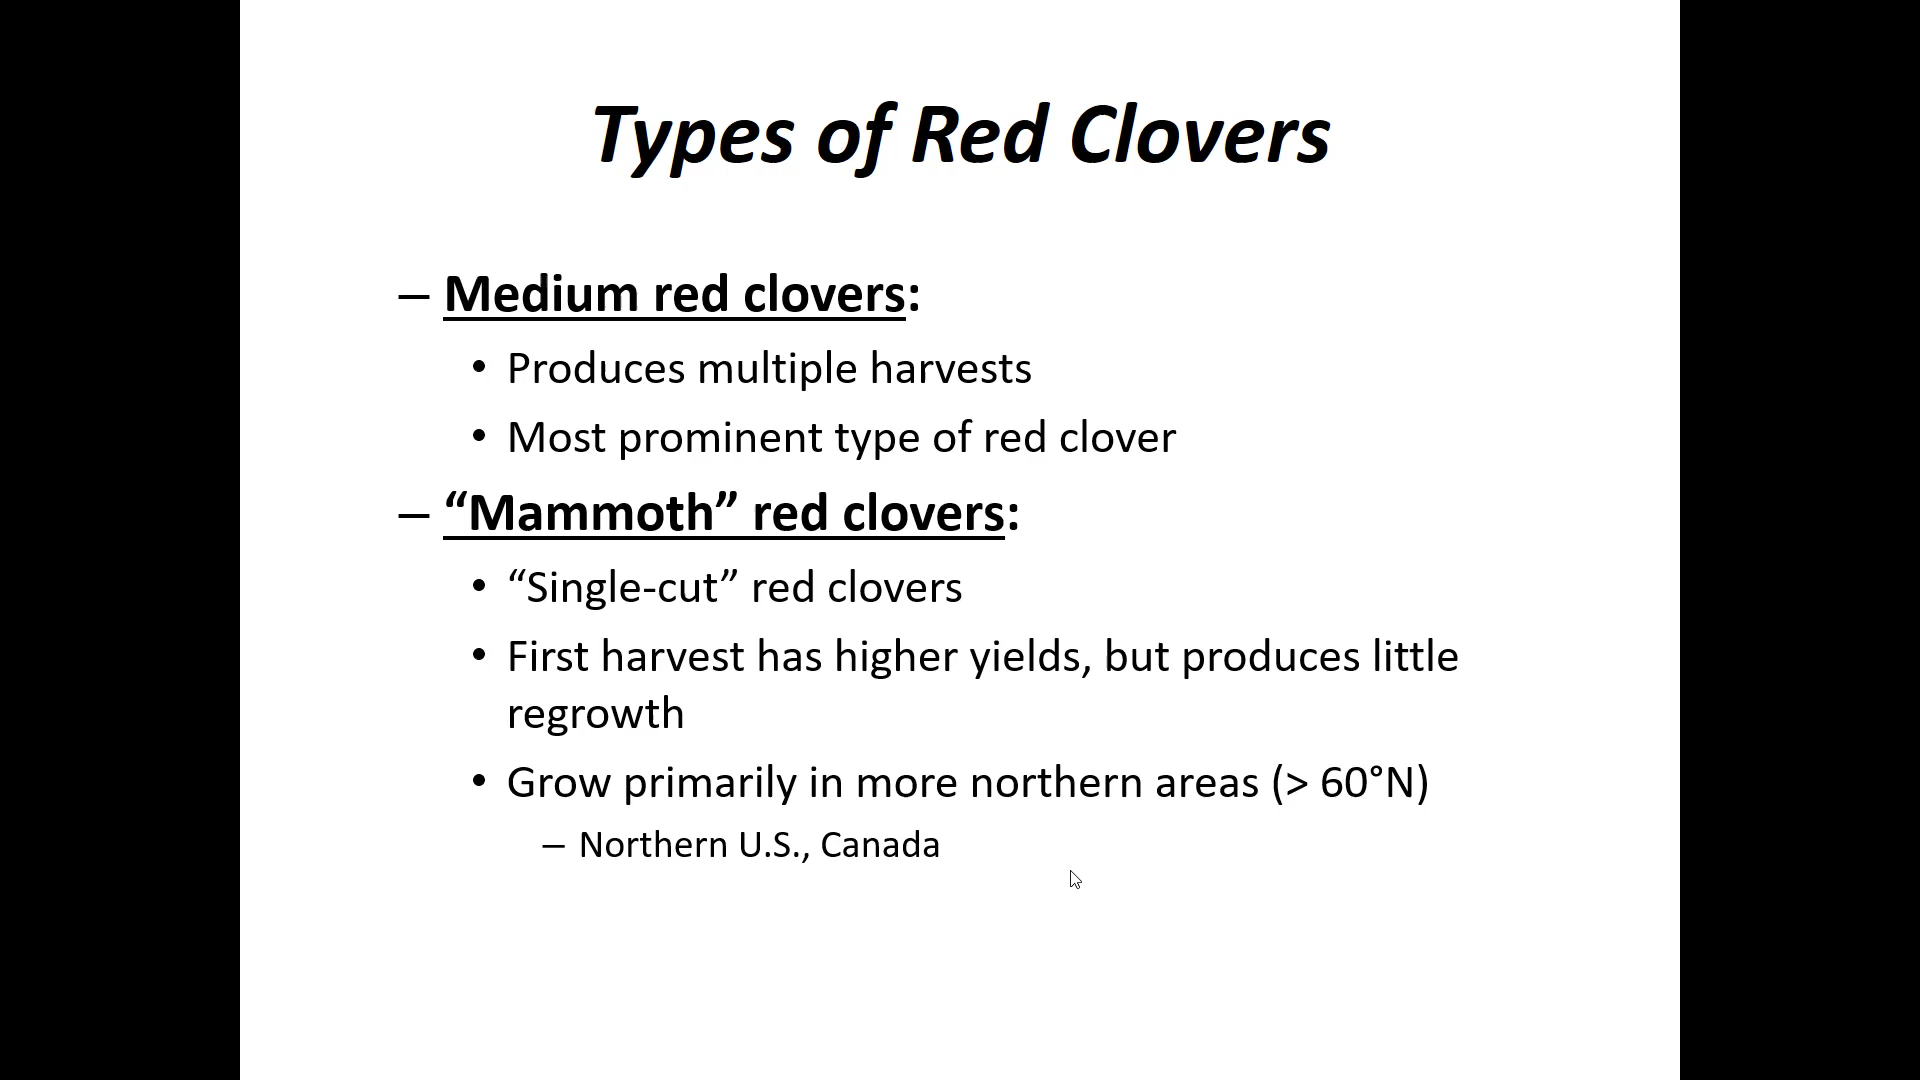 Types of Red Clovers
– Medium red clovers:
• Produces multiple harvests
• Most prominent type of red clover
– “Mammoth” red clovers:
• “Single-cut” red clovers
• First harvest has higher yields, but produces little
regrowth
• Grow primarily in more northern areas (> 60°N)
– Northern U.S., Canada